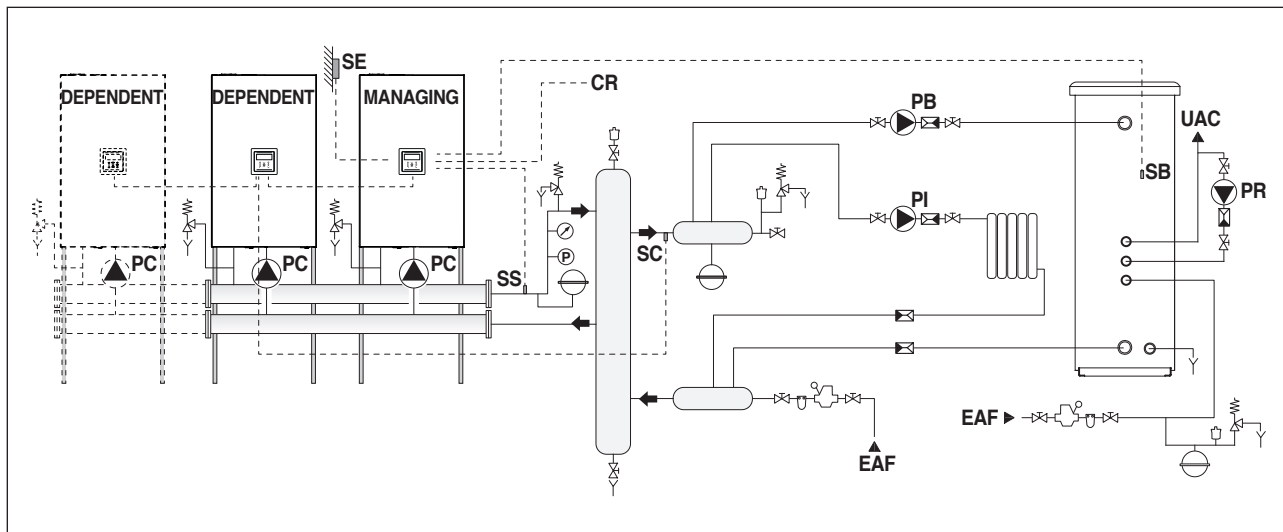 SE
DEPENDENT
DEPENDENT
MANAGING
CR
PB
UAC
SB
PR
PI
SC
PC
PC
PC
SS
P
EAF
EAF